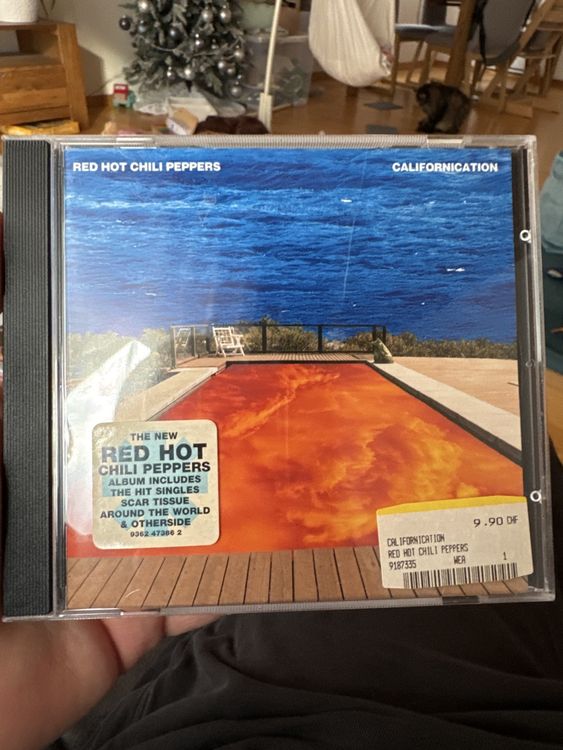 RED HOT CHILI PEPPERS
CALIFORNICATION
THE NEW
RED HOT
CHILI PEPPERS
ALBUM INCLUDES
THE HIT SINGLES
SCAR TISSUE
AROUND THE WORLD
& OTHERSIDE
9362 47386 2
9.90 CHF
CALIFORNICATION
RED HOT CHILI PEPPERS
9187335 WEA 1